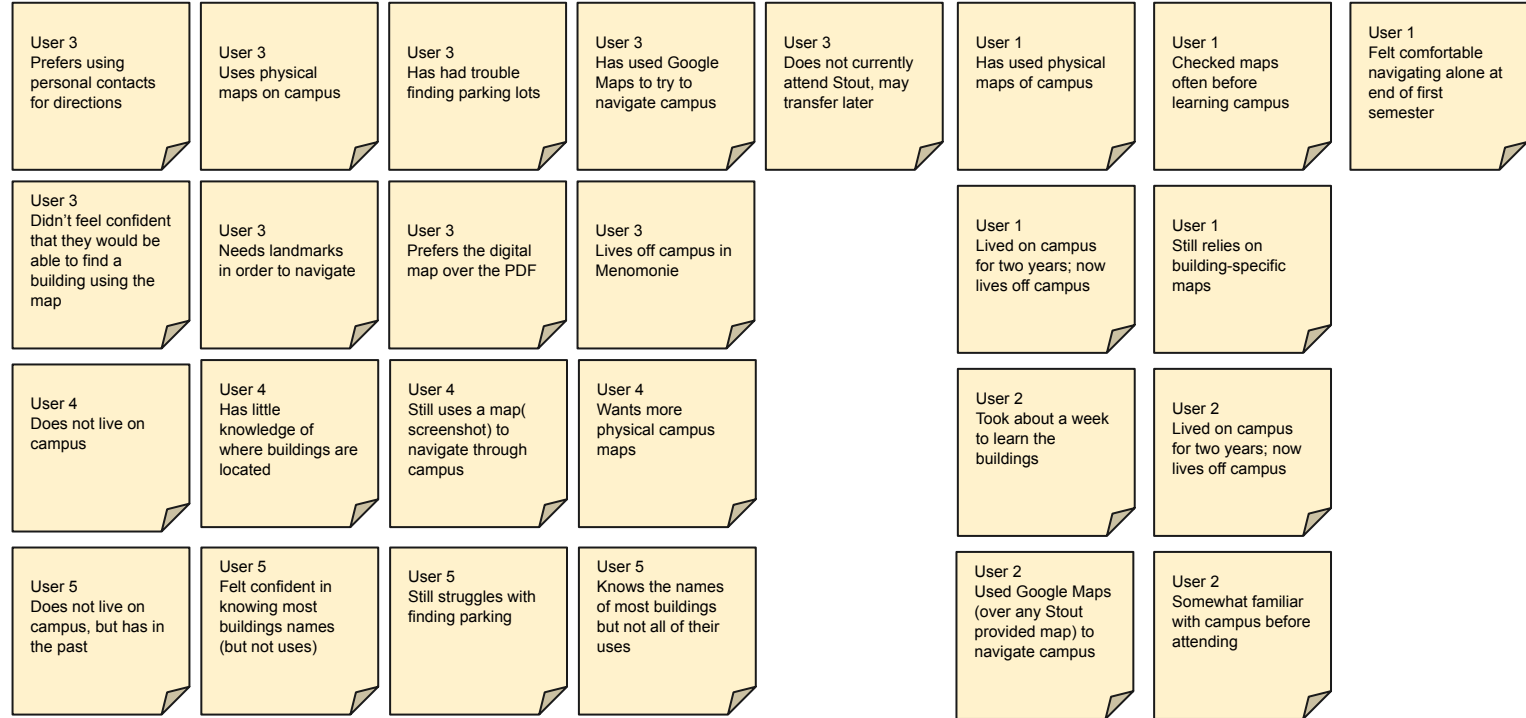 User 3
Prefers using
personal contacts
for directions
User 3
Uses physical
maps on campus
User 3
Has had trouble
finding parking lots
User 3
Has used Google
Maps to try to
navigate campus
User 3
Does not currently
attend Stout, may
transfer later
User 1
Has used physical
maps of campus
User 1
Checked maps
often before
learning campus
User 1
Felt comfortable
navigating alone at
end of first
semester
User 3
Didn’t feel confident
that they would be
able to find a
building using the
map
User 3
Needs landmarks
in order to navigate
User 3
Prefers the digital
map over the PDF
User 3
Lives off campus in
Menomonie
User 1
Lived on campus
for two years; now
lives off campus
User 1
Still relies on
building-specific
maps
User 4
Does not live on
campus
User 4
Has little
knowledge of
where buildings are
located
User 4
Still uses a map(
screenshot) to
navigate through
campus
User 4
Wants more
physical campus
maps
User 2
Took about a week
to learn the
buildings
User 2
Lived on campus
for two years; now
lives off campus
User 5
Does not live on
campus, but has in
the past
User 5
Felt confident in
knowing most
buildings names
(but not uses)
User 5
Still struggles with
finding parking
User 5
Knows the names
of most buildings
but not all of their
uses
User 2
Used Google Maps
(over any Stout
provided map) to
navigate campus
User 2
Somewhat familiar
with campus before
attending